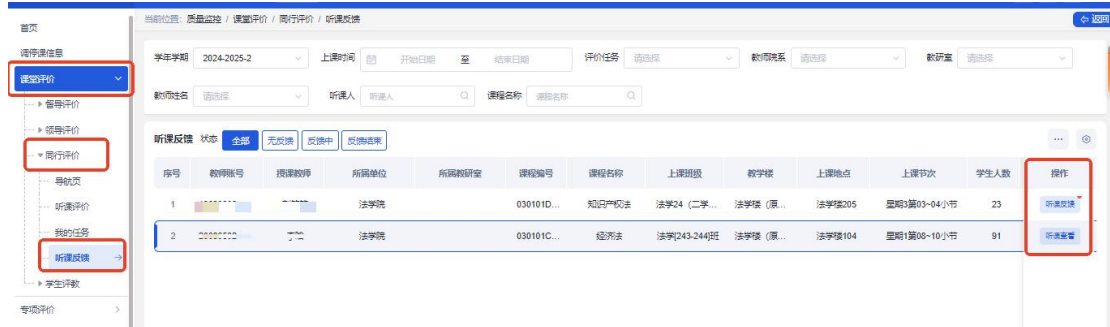 当前位置: 质量监控 / 课堂评价 / 同行评价 / 听课反馈
返回
首页
调停课信息
课堂评价
督导评价
领导评价
同行评价
导航页
听课评价
我的任务
听课反馈
学生评教
专项评价
学年学期 2024-2025-2 上课时间 开始日期 至 结束日期 评价任务 请选择 教师院系 请选择 教研室 请选择
教师姓名 请选择 听课人 听课人 课程名称 课程名称
听课反馈 状态 全部 无反馈 反馈中 反馈结束
序号 教师账号 授课教师 所属单位 所属教研室 课程编号 课程名称 上课班级 教学楼 上课地点 上课节次 学生人数 操作
1 法学院 030101D... 知识产权法 法学24（二学... 法学楼（原... 法学楼205 星期3第03~04小节 23 听课反馈
2 法学院 030101C... 经济法 法学[243-244]班 法学楼（原... 法学楼104 星期1第08~10小节 91 听课查看